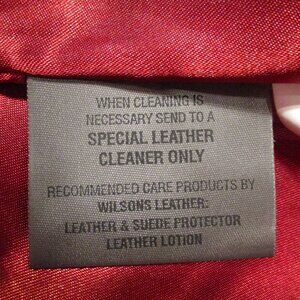 WHEN CLEANING IS
NECESSARY SEND TO A
SPECIAL LEATHER
CLEANER ONLY
RECOMMENDED CARE PRODUCTS BY
WILSONS LEATHER:
LEATHER & SUEDE PROTECTOR
LEATHER LOTION